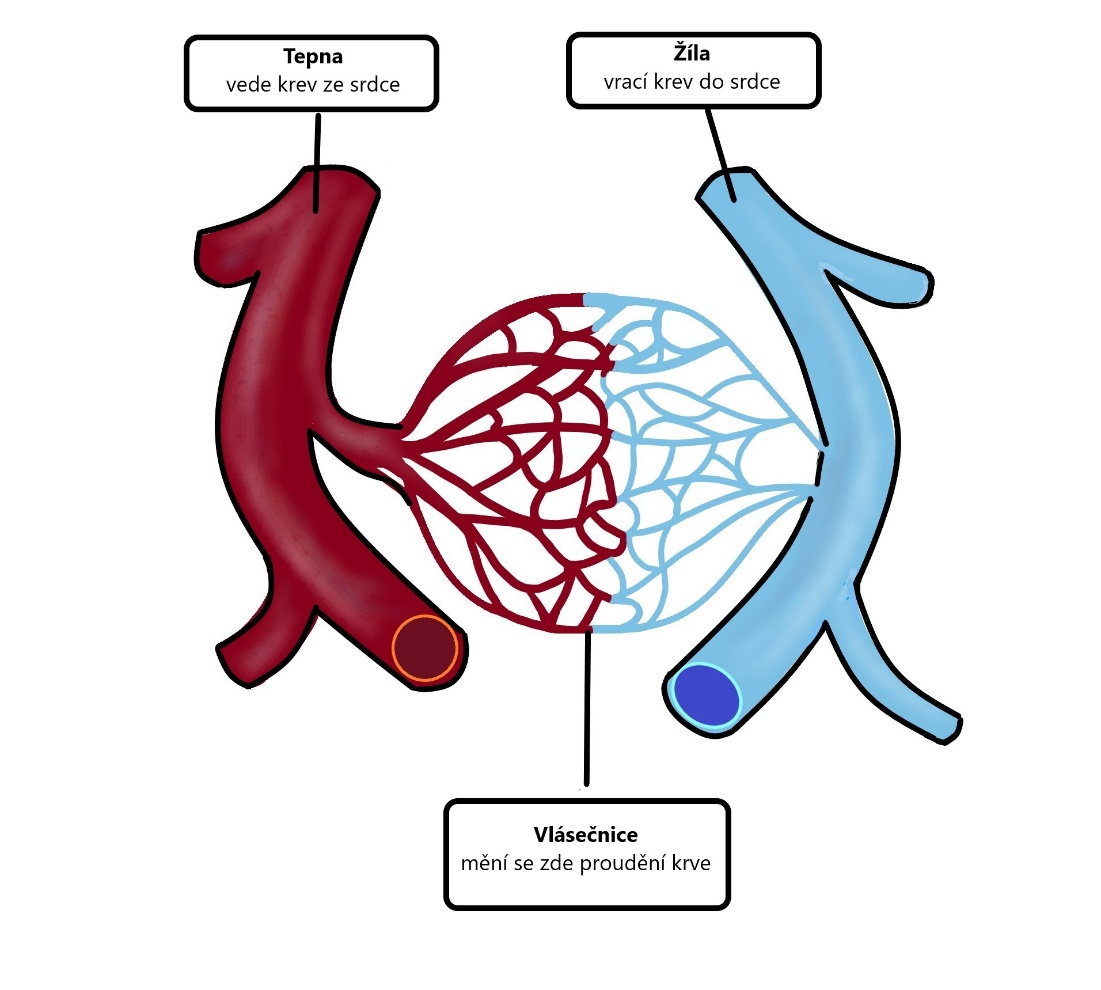 Tepna
vede krev ze srdce
Žíla
vrací krev do srdce
Vlásečnice
mění se zde proudění krve